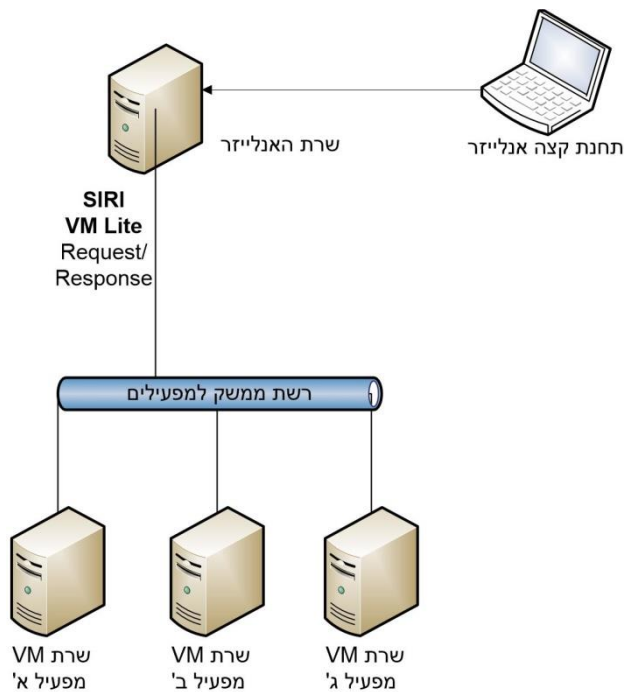 שרת האנלייזר
תחנת קצה אנלייזר
SIRI
VM Lite
Request/
Response
רשת ממשק למפעילים
שרת VM
מפעיל א'
שרת VM
מפעיל ב'
שרת VM
מפעיל ג'